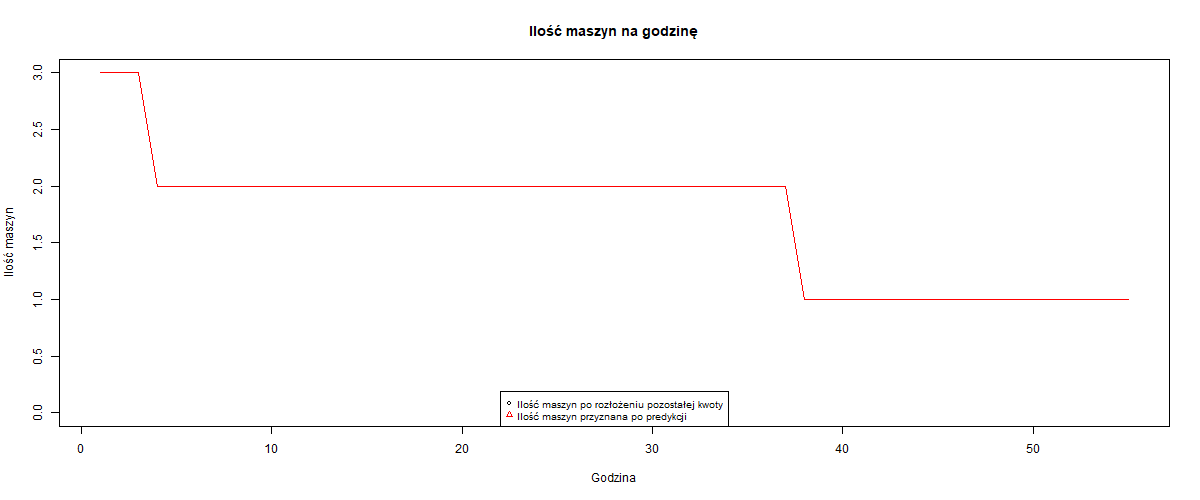 Ilość maszyn na godzinę
Ilość maszyn
3.0
2.5
2.0
1.5
1.0
0.5
0.0
Ilość maszyn po rozłożeniu pozostałej kwoty
Ilość maszyn przyznana po predykcji
0 10 20 30 40 50
Godzina